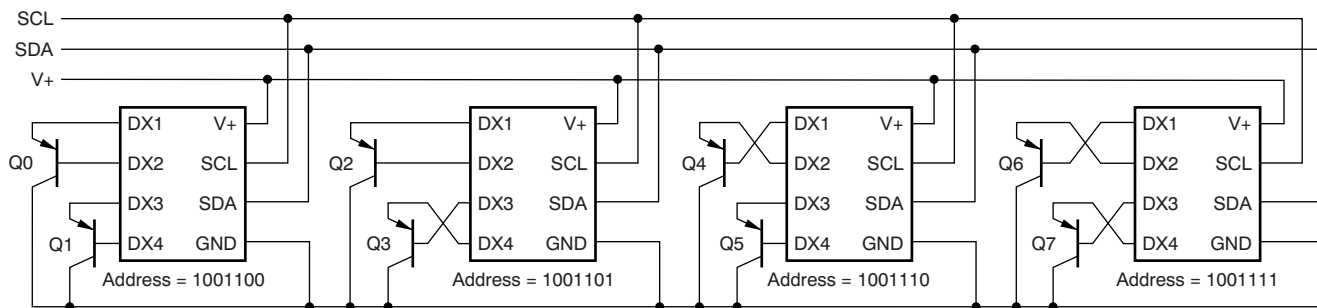 SCL
SDA
V+
Q0
DX1
V+
DX2
SCL
DX3
SDA
Q1
DX4
GND
Address = 1001100
Q2
DX1
V+
DX2
SCL
DX3
SDA
Q3
DX4
GND
Address = 1001101
Q4
DX1
V+
DX2
SCL
DX3
SDA
Q5
DX4
GND
Address = 1001110
Q6
DX1
V+
DX2
SCL
DX3
SDA
Q7
DX4
GND
Address = 1001111